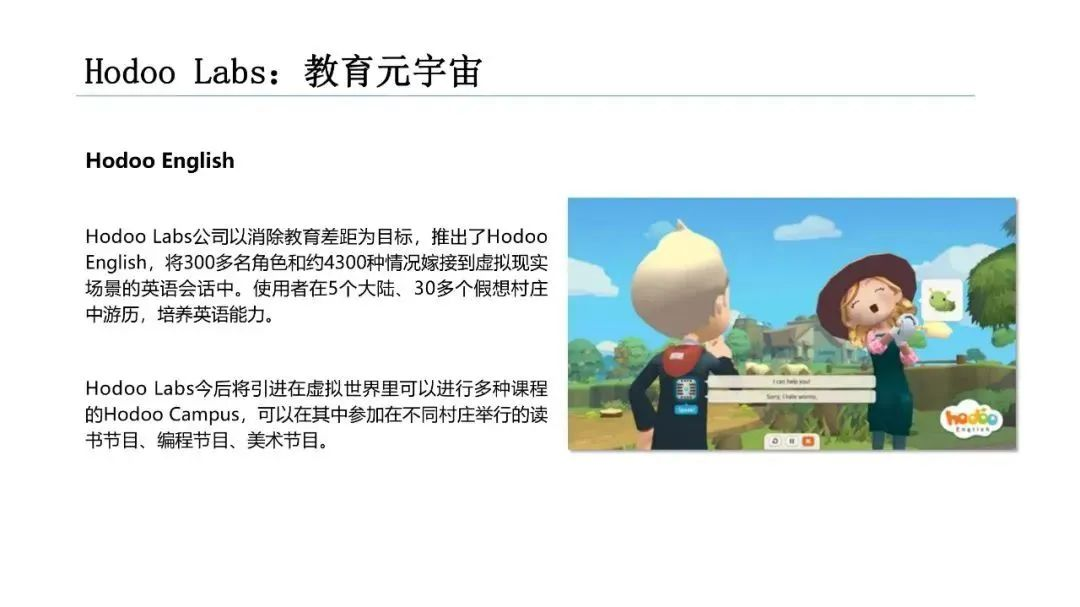 Hodoo Labs：教育元宇宙
Hodoo English
Hodoo Labs公司以消除教育差距为目标，推出了Hodoo
English，将300多名角色和约4300种情况嫁接到虚拟现实
场景的英语会话中。使用者在5个大陆、30多个假想村庄
中游历，培养英语能力。
Hodoo Labs今后将引进在虚拟世界里可以进行多种课程
的Hodoo Campus，可以在其中参加在不同村庄举行的读
书节目、编程节目、美术节目。
I can help you!
Sorry, I hate worms.
Speak!
hodoo
English